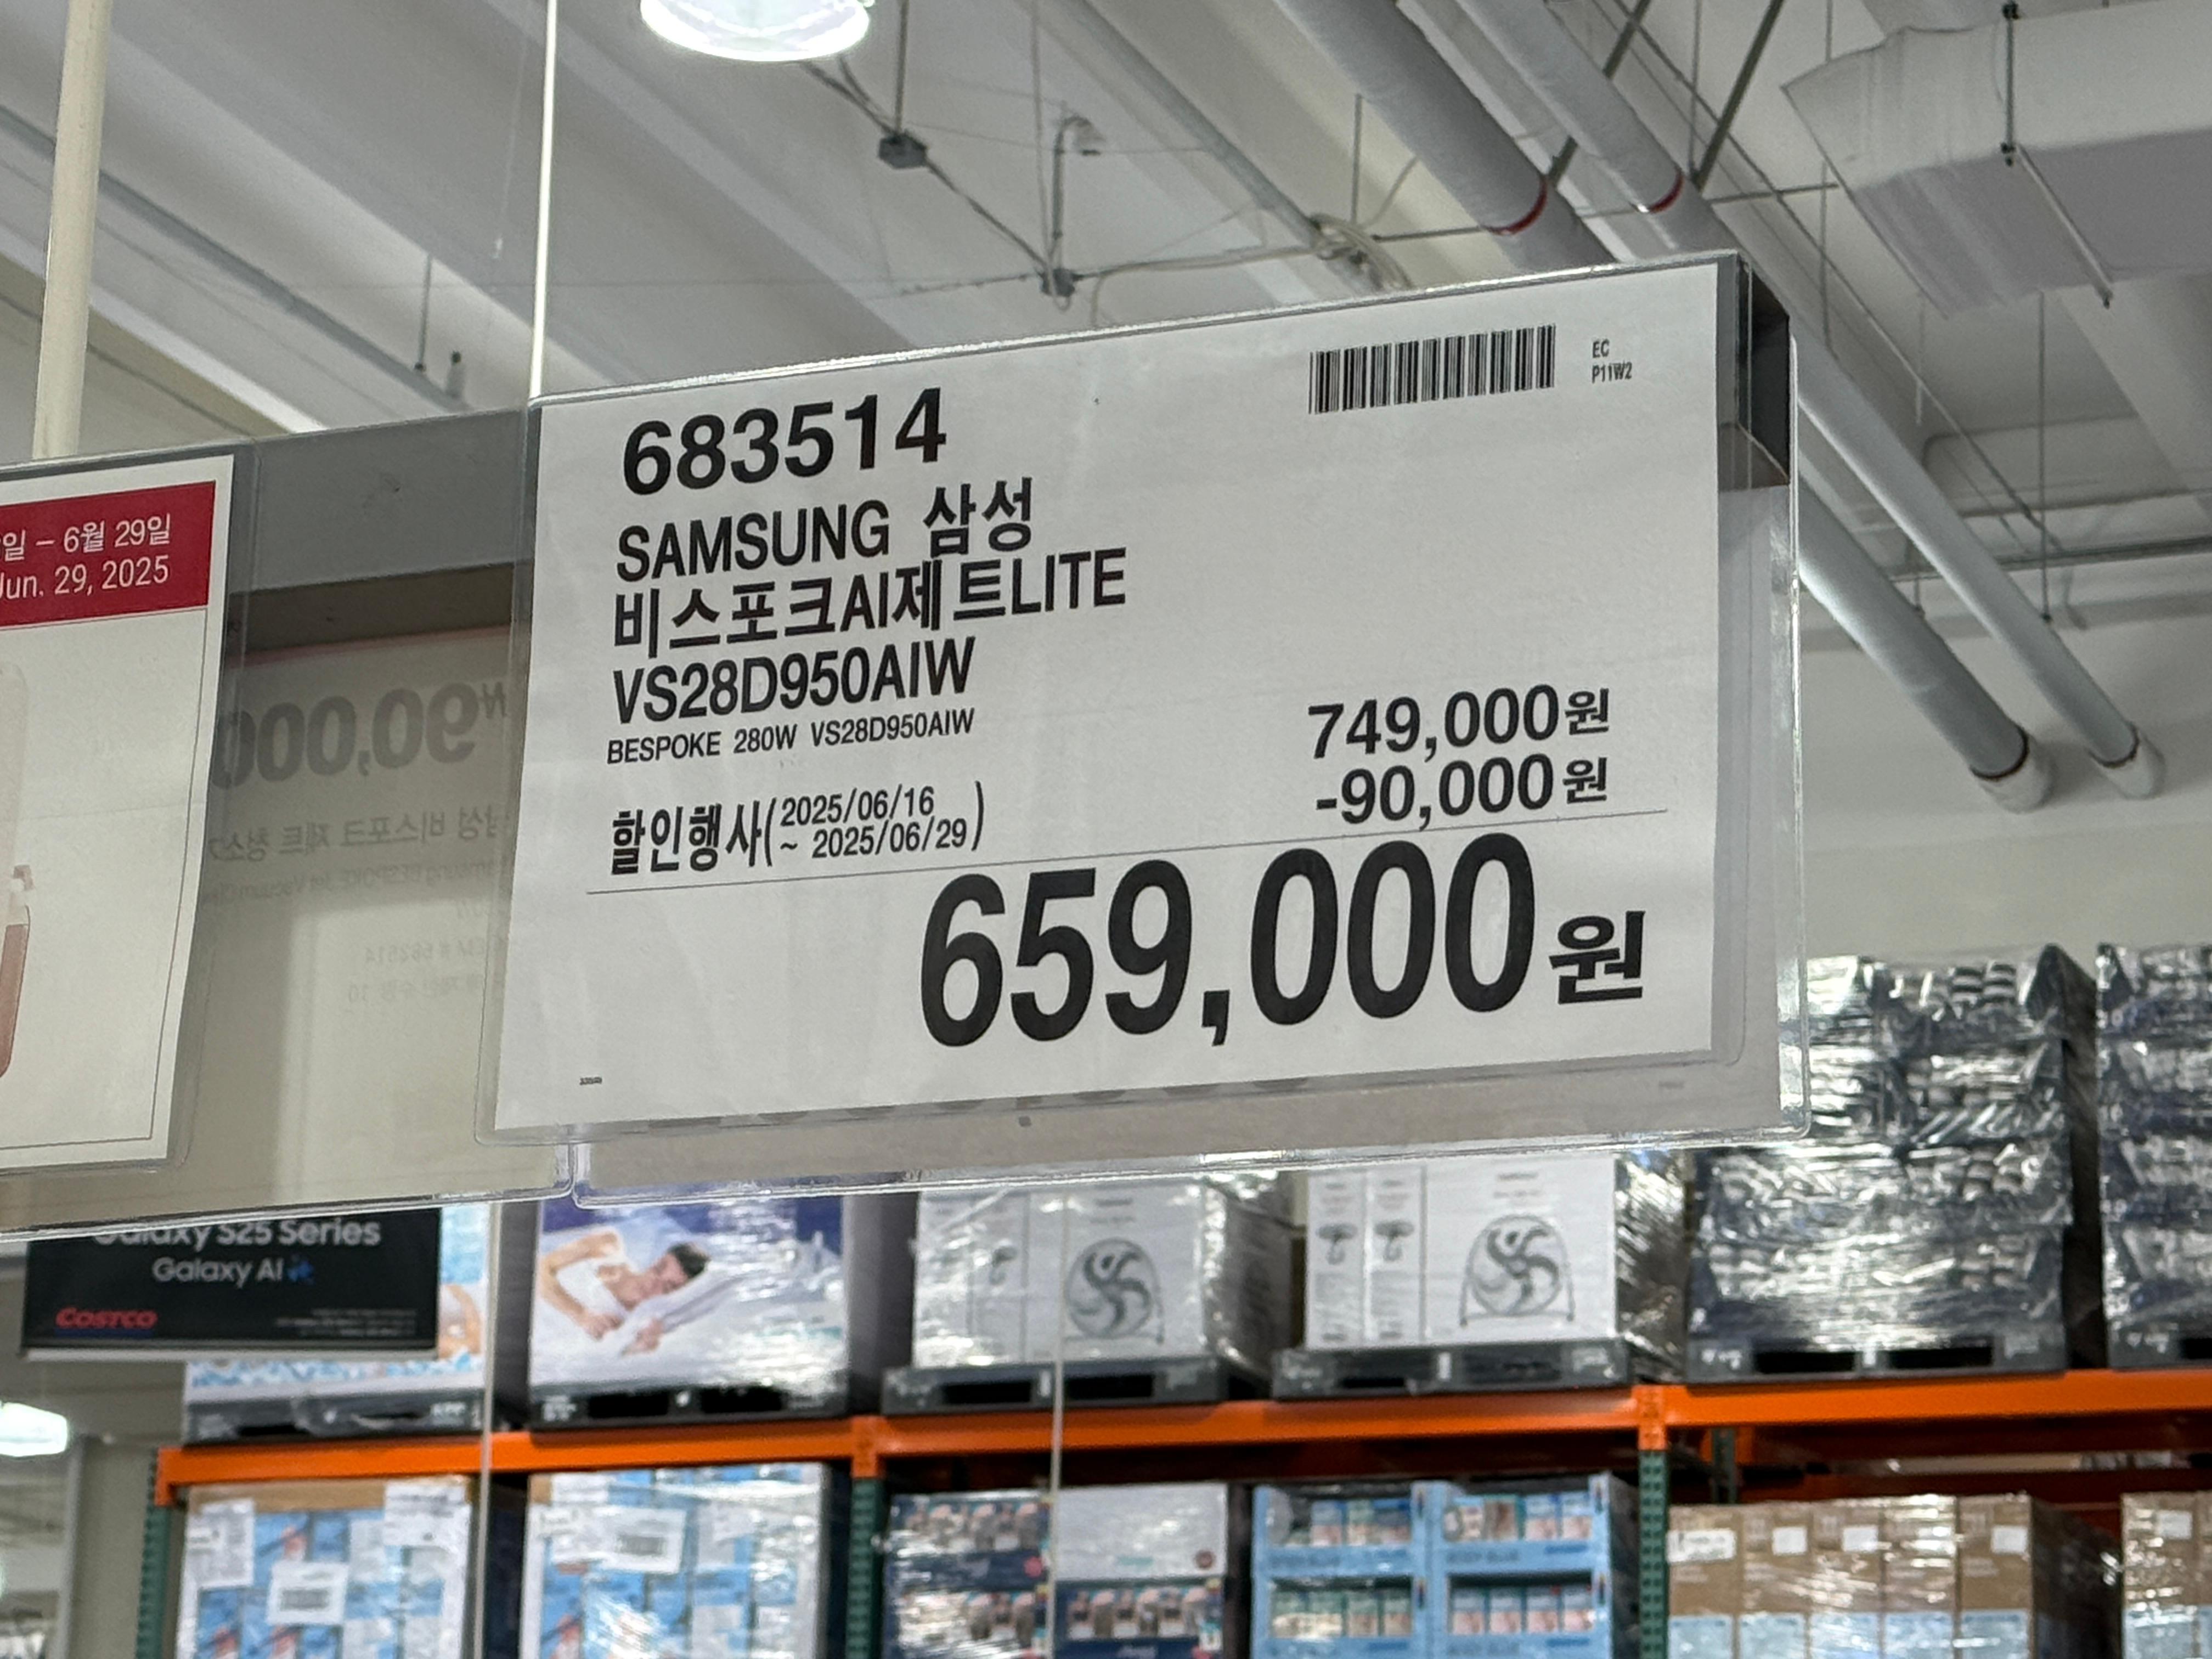 일 - 6월 29일
Jun. 29, 2025
683514
EC
P11W2
SAMSUNG 삼성
비스포크AI제트LITE
VS28D950AIW
BESPOKE 280W VS28D950AIW
749,000원
-90,000원
할인행사(2025/06/16
~ 2025/06/29)
659,000원
Galaxy S25 Series
Galaxy AI
COSTCO